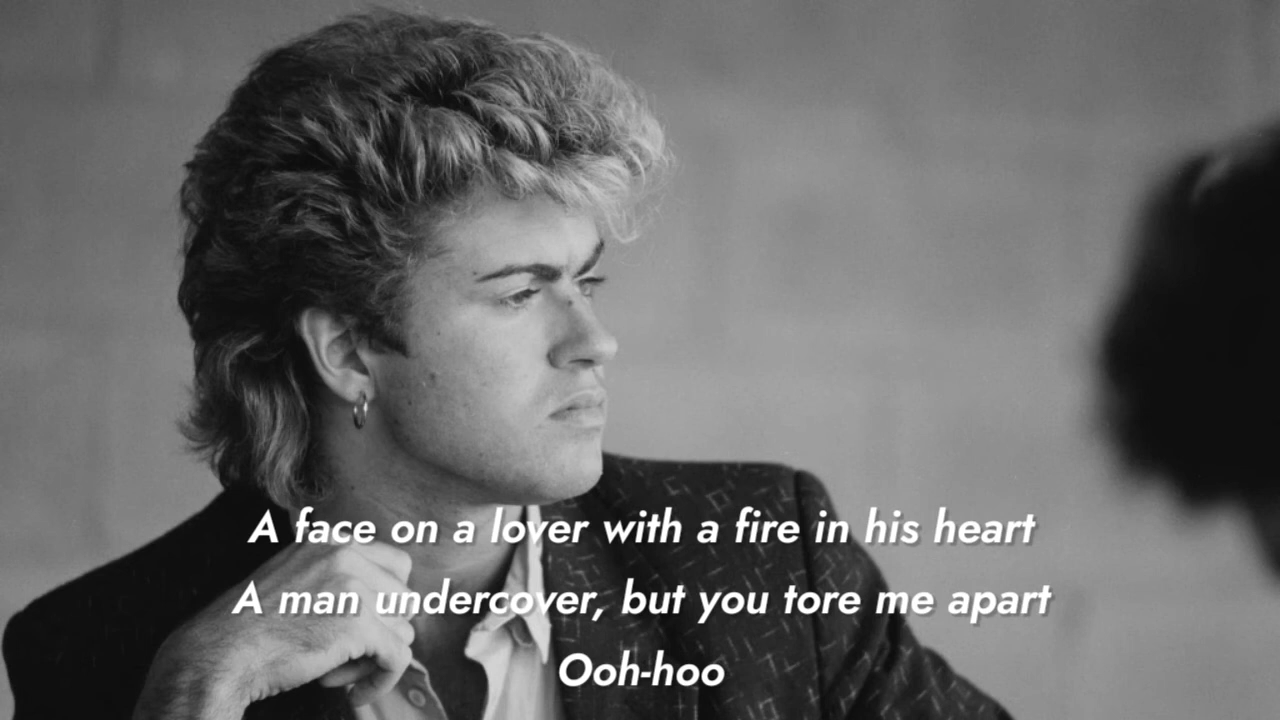 A face on a lover with a fire in his heart
A man undercover, but you tore me apart
Ooh-hoo